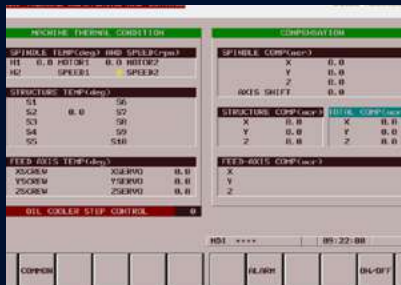 MACHINE THERMAL CONDITION
SPINDLE TEMP(deg) AND SPEED(rpm)
H1 0.0 MOTOR1 0.0 MOTOR2
H2 SPEED1 0 SPEED2
STRUCTURE TEMP(deg)
S1 S6
S2 0.0 S7
S3 S8
S4 S9
S5 S10
FEED AXIS TEMP(deg)
XSCREW XSERVO 0.0
YSCREW YSERVO 0.0
ZSCREW ZSERVO 0.0
OIL COOLER STEP CONTROL 0
COMPENSATION
SPINDLE COMP(mcr)
X 0.0
Y 0.0
Z 0.0
AXIS SHIFT 0.0
STRUCTURE COMP(mcr)
X 0.0
Y 0.0
Z 0.0
TOTAL COMP(mcr)
X 0.0
Y 0.0
Z 0.0
FEED-AXIS COMP(mcr)
X
Y
Z
MDI **** 09:22:00
COMMON ALARM ON/OFF